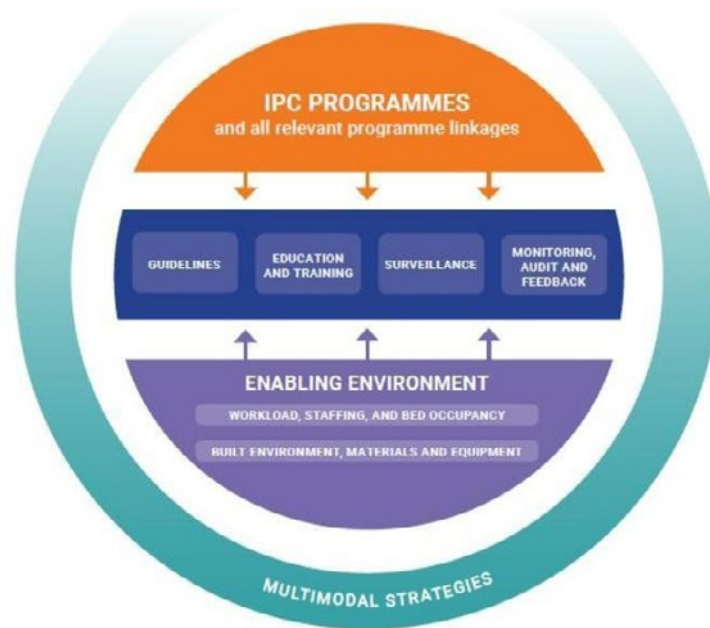 IPC PROGRAMMES
and all relevant programme linkages
GUIDELINES
EDUCATION
AND TRAINING
SURVEILLANCE
MONITORING,
AUDIT AND
FEEDBACK
ENABLING ENVIRONMENT
WORKLOAD, STAFFING, AND BED OCCUPANCY
BUILT ENVIRONMENT, MATERIALS AND EQUIPMENT
MULTIMODAL STRATEGIES